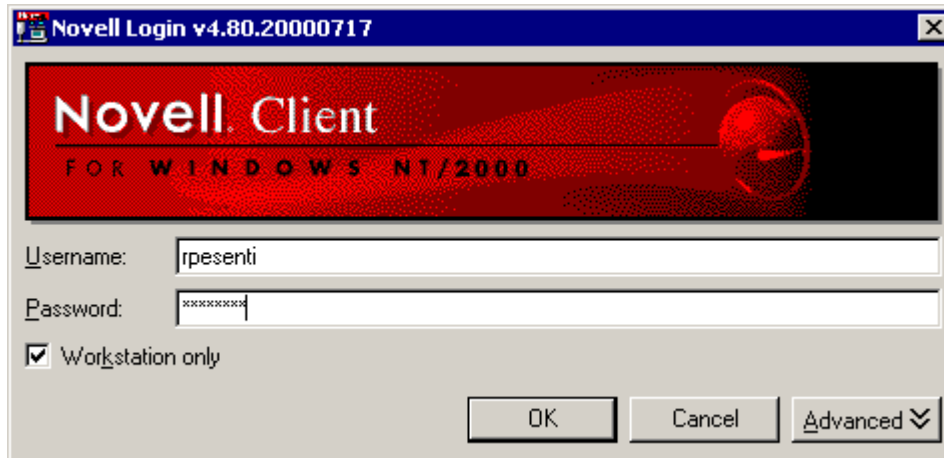 Novell Login v4.80.20000717
Novell. Client
FOR WINDOWS NT/2000
Username: rpesenti
Password: ********
Workstation only
OK Cancel Advanced